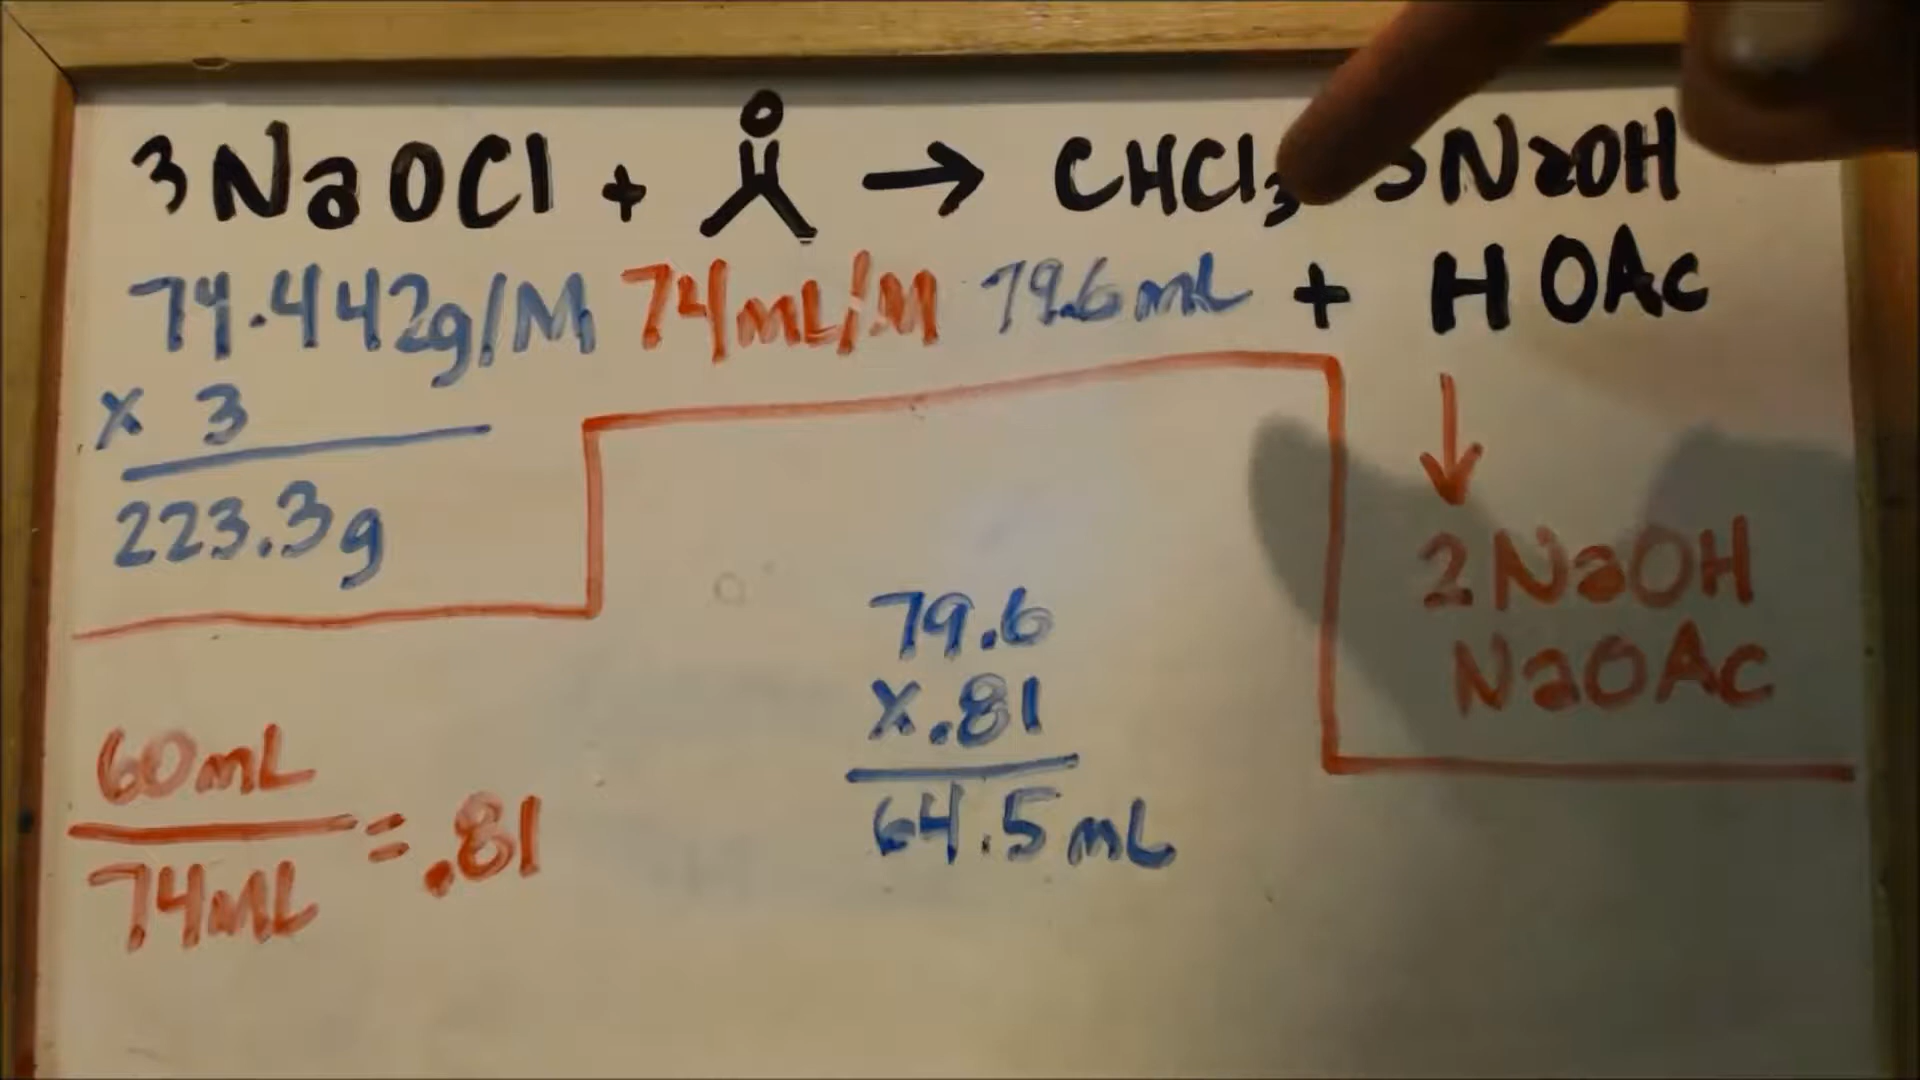 3NaOCl + O → CHCl3 3NaOH
74.442g/M 74mL/M 79.6mL + HOAc
x 3
223.3g
2NaOH
NaOAc
79.6
x.81
64.5mL
60mL
74mL
=.81